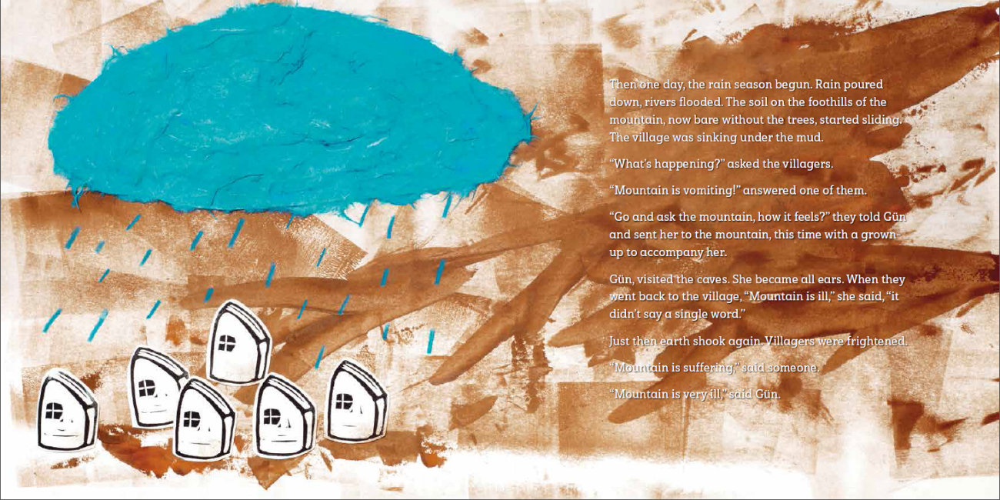 Then one day, the rain season begun. Rain poured
down, rivers flooded. The soil on the foothills of the
mountain, now bare without the trees, started sliding.
The village was sinking under the mud.
“What’s happening?” asked the villagers.
“Mountain is vomiting!” answered one of them.
“Go and ask the mountain, how it feels?” they told Gün
and sent her to the mountain, this time with a grown-
up to accompany her.
Gün, visited the caves. She became all ears. When they
went back to the village, “Mountain is ill,” she said, “it
didn’t say a single word.”
Just then earth shook again. Villagers were frightened.
“Mountain is suffering,” said someone.
“Mountain is very ill,” said Gün.